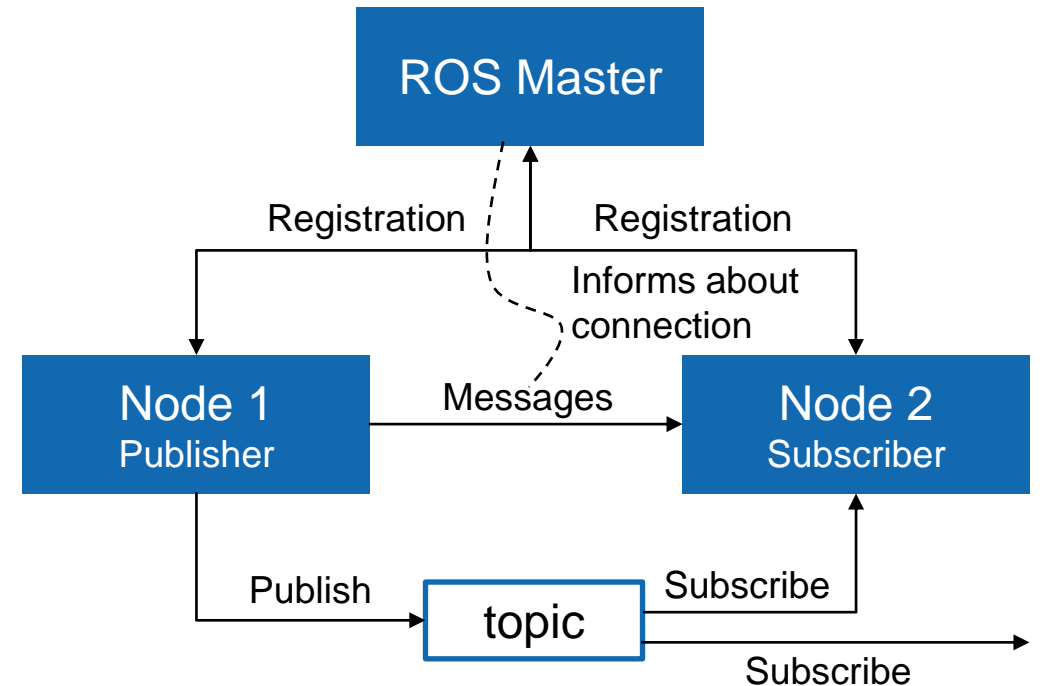 ROS Master
Registration
Registration
Informs about
connection
Node 1
Publisher
Messages
Node 2
Subscriber
Publish
topic
Subscribe
Subscribe